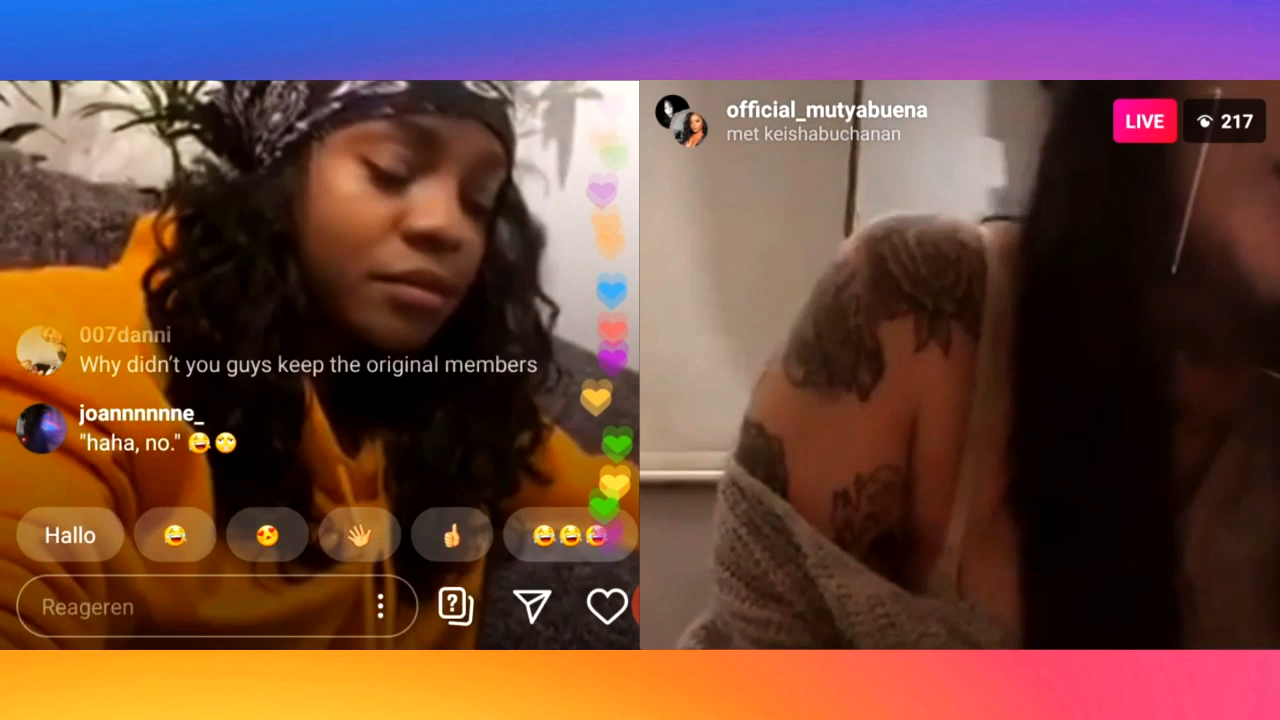 007danni
Why didn’t you guys keep the original members
joannnnnne_
"haha, no." 😂🙄
Hallo
😂
😍
👋🏼
👍🏼
😂😂😂
Reageren
?
official_mutyabuena
met keishabuchanan
LIVE
217